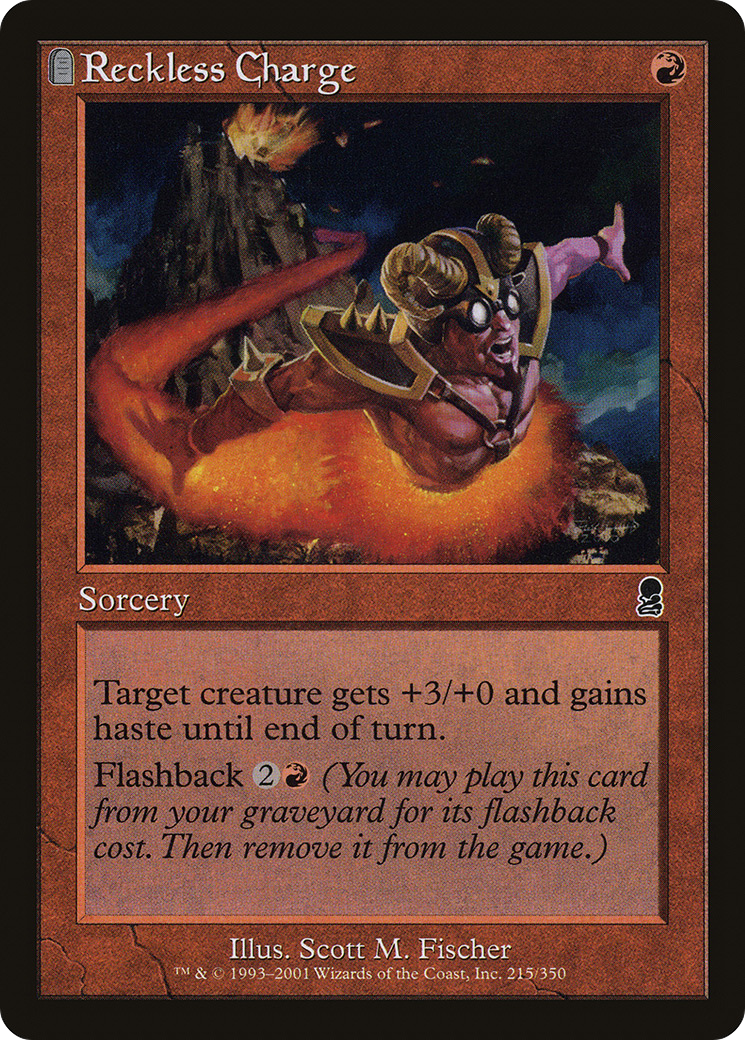 Reckless Charge
Sorcery
Target creature gets +3/+0 and gains
haste until end of turn.
Flashback 2 (You may play this card
from your graveyard for its flashback
cost. Then remove it from the game.)
Illus. Scott M. Fischer
™ & © 1993–2001 Wizards of the Coast, Inc. 215/350